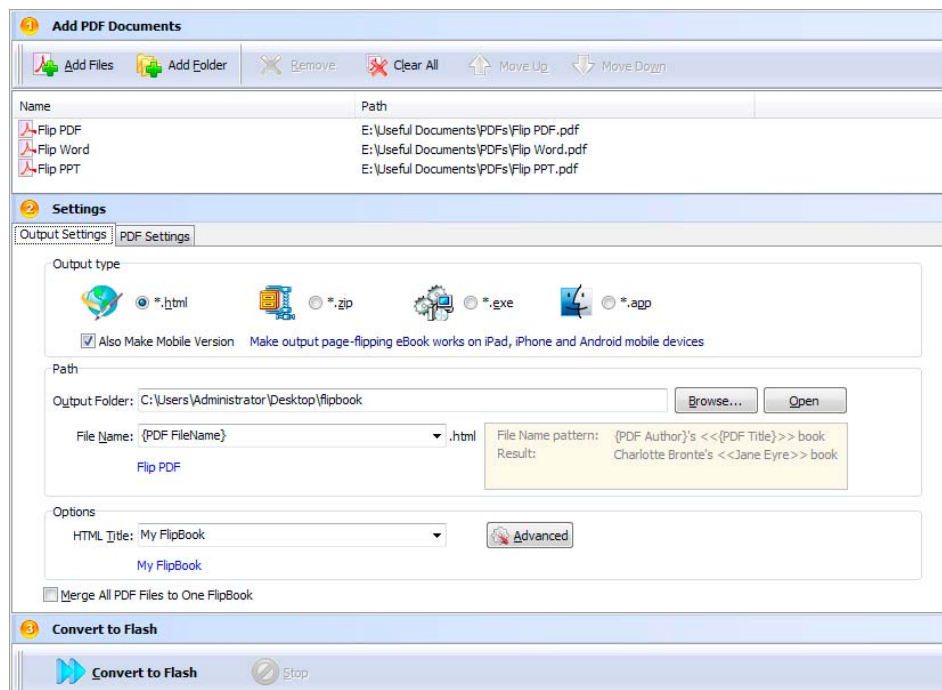 1 Add PDF Documents
Add Files Add Folder Remove Clear All Move Up Move Down
Name Path
Flip PDF E:\Useful Documents\PDFs\Flip PDF.pdf
Flip Word E:\Useful Documents\PDFs\Flip Word.pdf
Flip PPT E:\Useful Documents\PDFs\Flip PPT.pdf
2 Settings
Output Settings PDF Settings
Output type
*.html *.zip *.exe *.app
Also Make Mobile Version Make output page-flipping eBook works on iPad, iPhone and Android mobile devices
Path
Output Folder: C:\Users\Administrator\Desktop\flipbook Browse... Open
File Name: {PDF FileName} .html File Name pattern: {PDF Author}'s <<{PDF Title}>> book
Result: Charlotte Bronte's <<Jane Eyre>> book
Flip PDF
Options
HTML Title: My FlipBook Advanced
My FlipBook
Merge All PDF Files to One FlipBook
3 Convert to Flash
Convert to Flash Stop